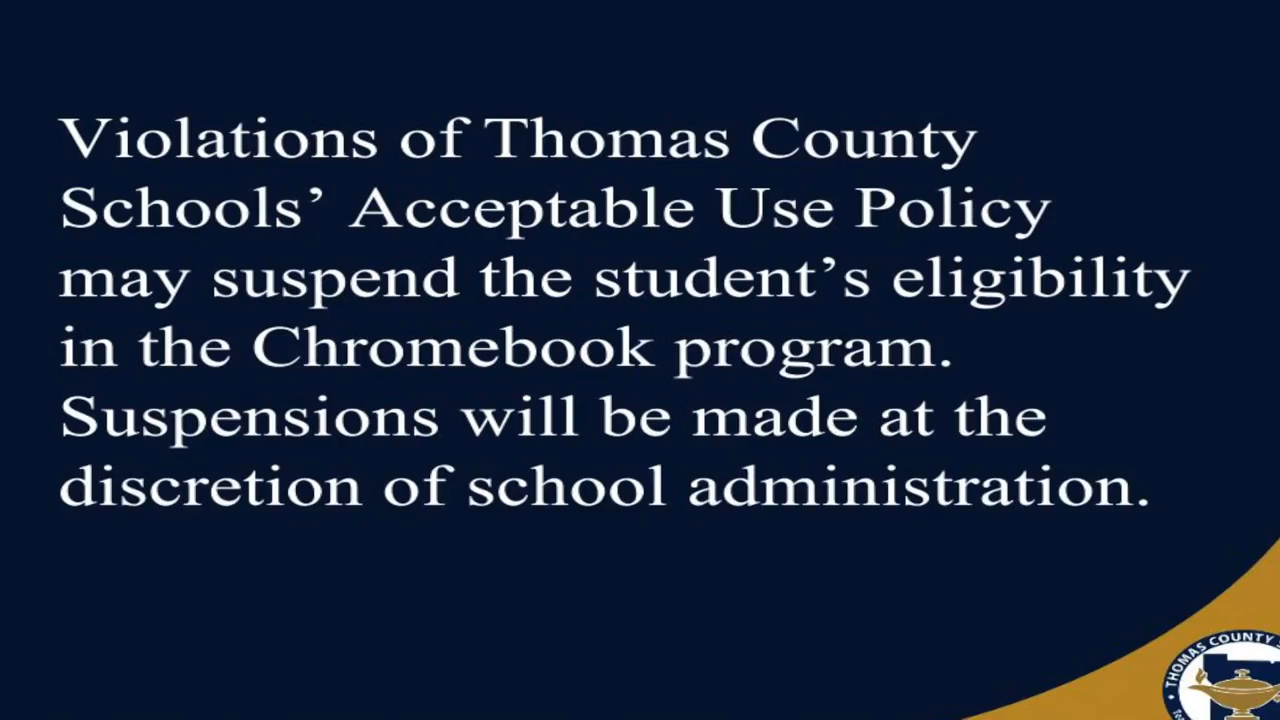 Violations of Thomas County
Schools’ Acceptable Use Policy
may suspend the student’s eligibility
in the Chromebook program.
Suspensions will be made at the
discretion of school administration.
THOMAS COUNTY